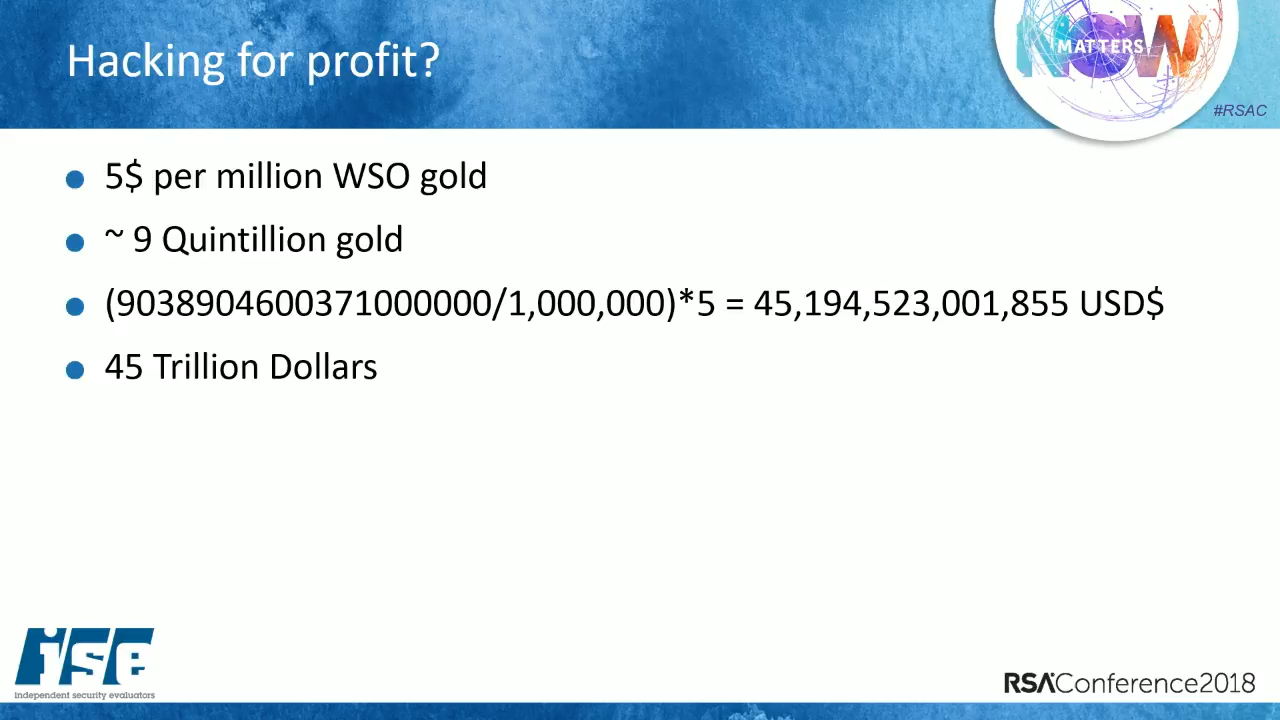 Hacking for profit?
NOW
MATTERS
#RSAC
5$ per million WSO gold
~ 9 Quintillion gold
(9038904600371000000/1,000,000)*5 = 45,194,523,001,855 USD$
45 Trillion Dollars
ise
independent security evaluators
RSAConference2018